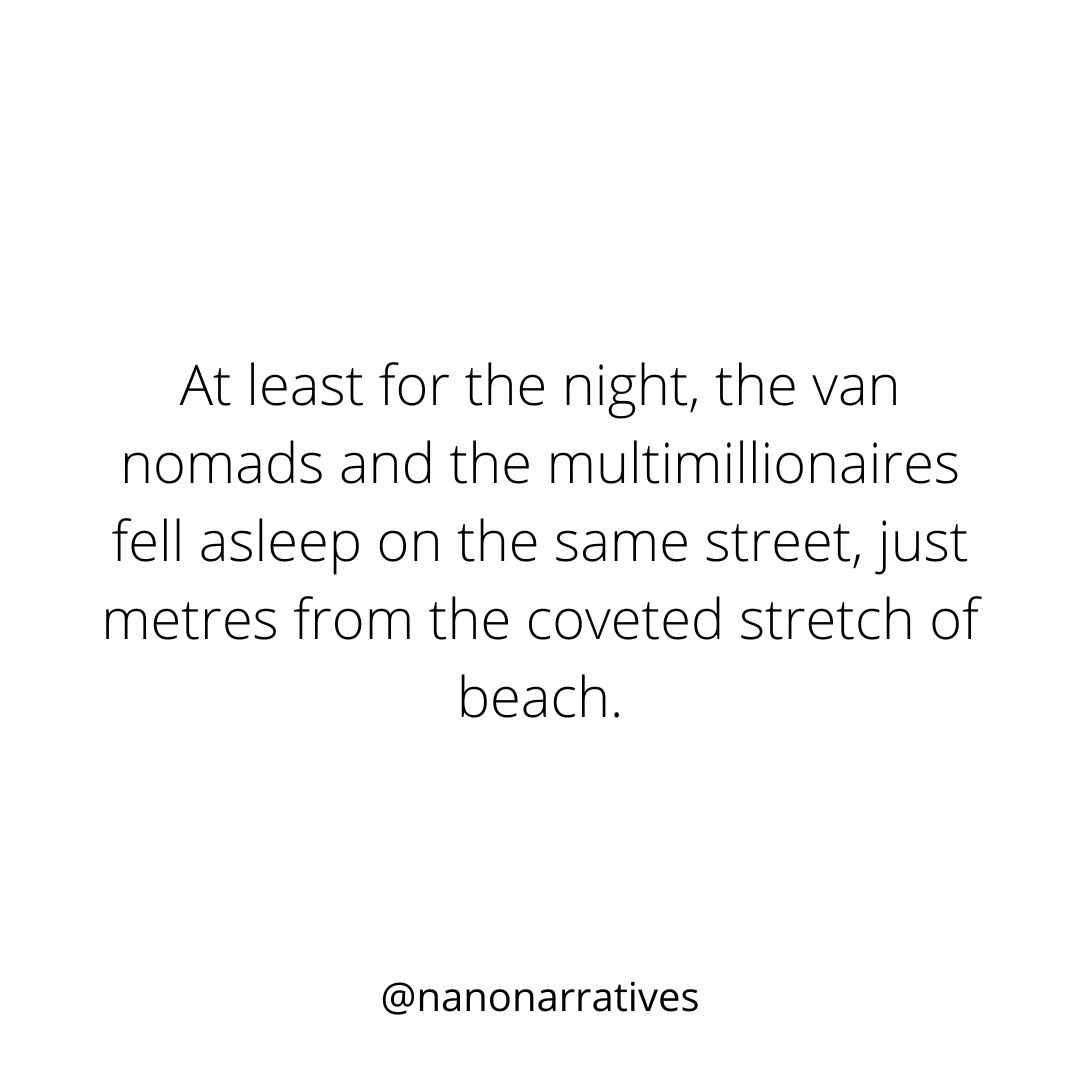 At least for the night, the van
nomads and the multimillionaires
fell asleep on the same street, just
metres from the coveted stretch of
beach.
@nanonarratives